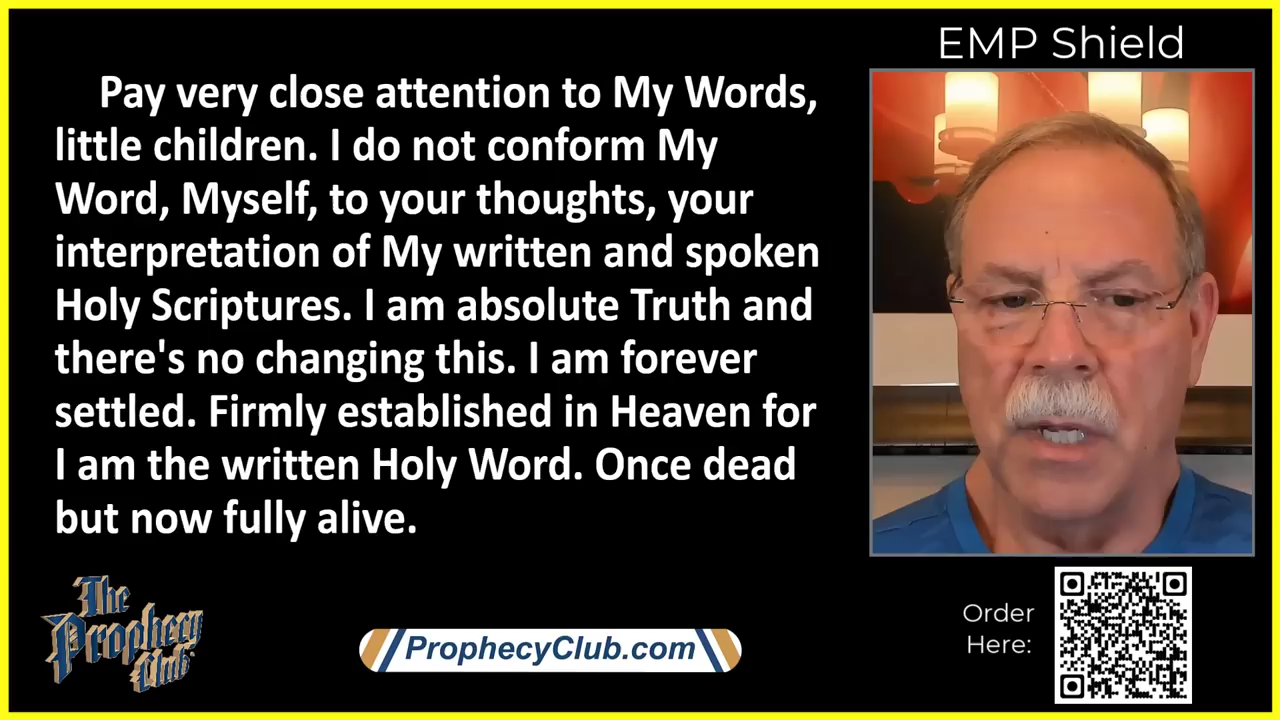 Pay very close attention to My Words,
little children. I do not conform My
Word, Myself, to your thoughts, your
interpretation of My written and spoken
Holy Scriptures. I am absolute Truth and
there's no changing this. I am forever
settled. Firmly established in Heaven for
I am the written Holy Word. Once dead
but now fully alive.
EMP Shield
The
Prophecy
Club
ProphecyClub.com
Order
Here: